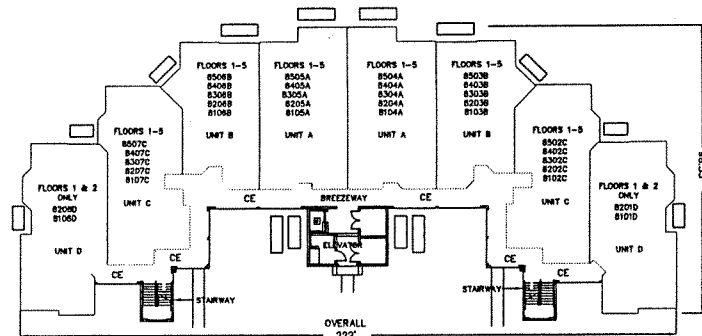 FLOORS 1-5
8506B
8406B
8306B
8206B
8106B
UNIT B
FLOORS 1-5
8505A
8405A
8305A
8205A
8105A
UNIT A
FLOORS 1-5
8504A
8404A
8304A
8204A
8104A
UNIT A
FLOORS 1-5
8503B
8403B
8303B
8203B
8103B
UNIT B
FLOORS 1-5
8507C
8407C
8307C
8207C
8107C
UNIT C
FLOORS 1-5
8502C
8402C
8302C
8202C
8102C
UNIT C
FLOORS 1 & 2
ONLY
8208D
8108D
UNIT D
FLOORS 1 & 2
ONLY
8201D
8101D
UNIT D
CE
BREEZEWAY
CE
ELEVATOR
CE
CE
CE
CE
STAIRWAY
STAIRWAY
OVERALL
222'